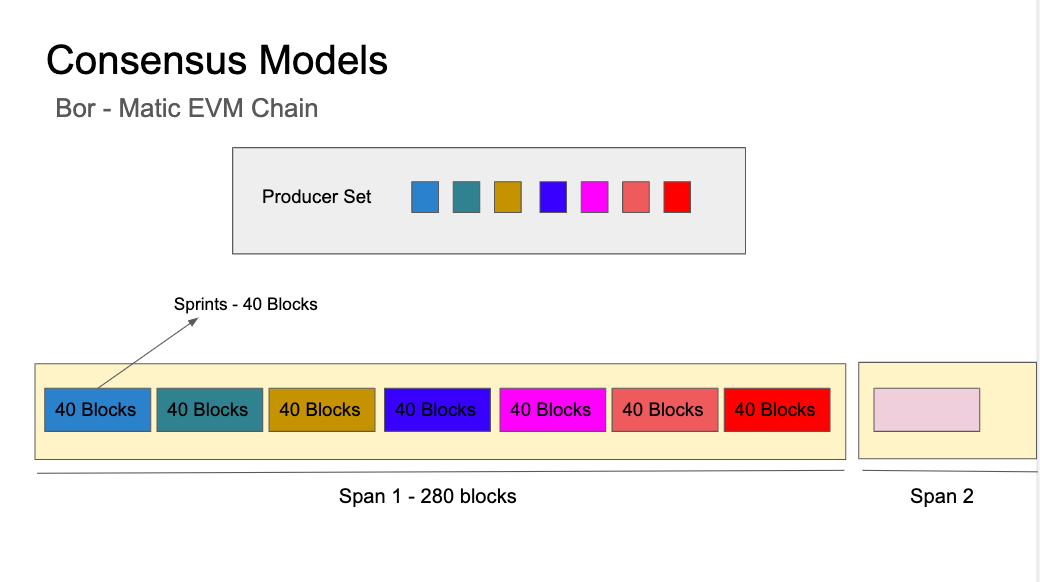 Consensus Models
Bor - Matic EVM Chain
Producer Set
Sprints - 40 Blocks
40 Blocks
40 Blocks
40 Blocks
40 Blocks
40 Blocks
40 Blocks
40 Blocks
Span 1 - 280 blocks
Span 2